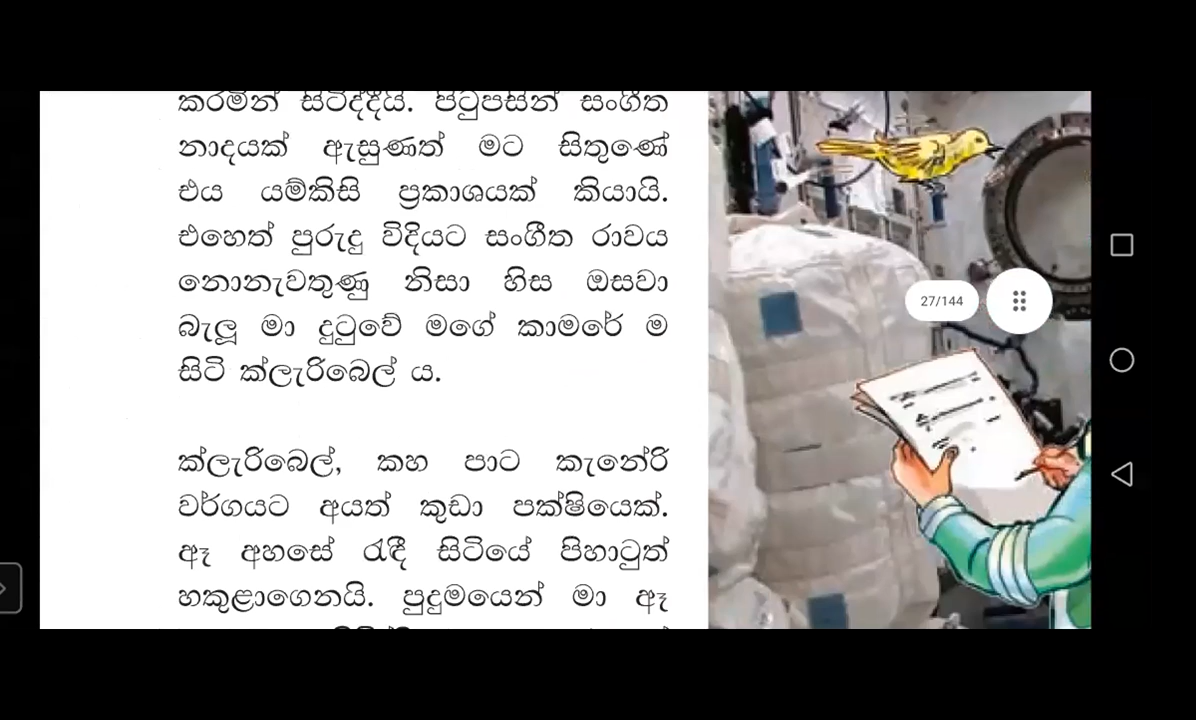 කරමින් සිටිද්දීය. පිටුපසින් සංගීත
නාදයක් ඇසුණත් මට සිතුණේ
එය යම්කිසි ප්‍රකාශයක් කියායි.
එහෙත් පුරුදු විදියට සංගීත රාවය
නොනැවතුණු නිසා හිස ඔසවා
බැලූ මා දුටුවේ මගේ කාමරේ ම
සිටි ක්ලැරිබෙල් ය.
ක්ලැරිබෙල්, කහ පාට කැනේරි
වර්ගයට අයත් කුඩා පක්ෂියෙක්.
ඈ අහසේ රැඳී සිටියේ පිහාටුත්
හකුළාගෙනයි. පුදුමයෙන් මා ඈ
27/144